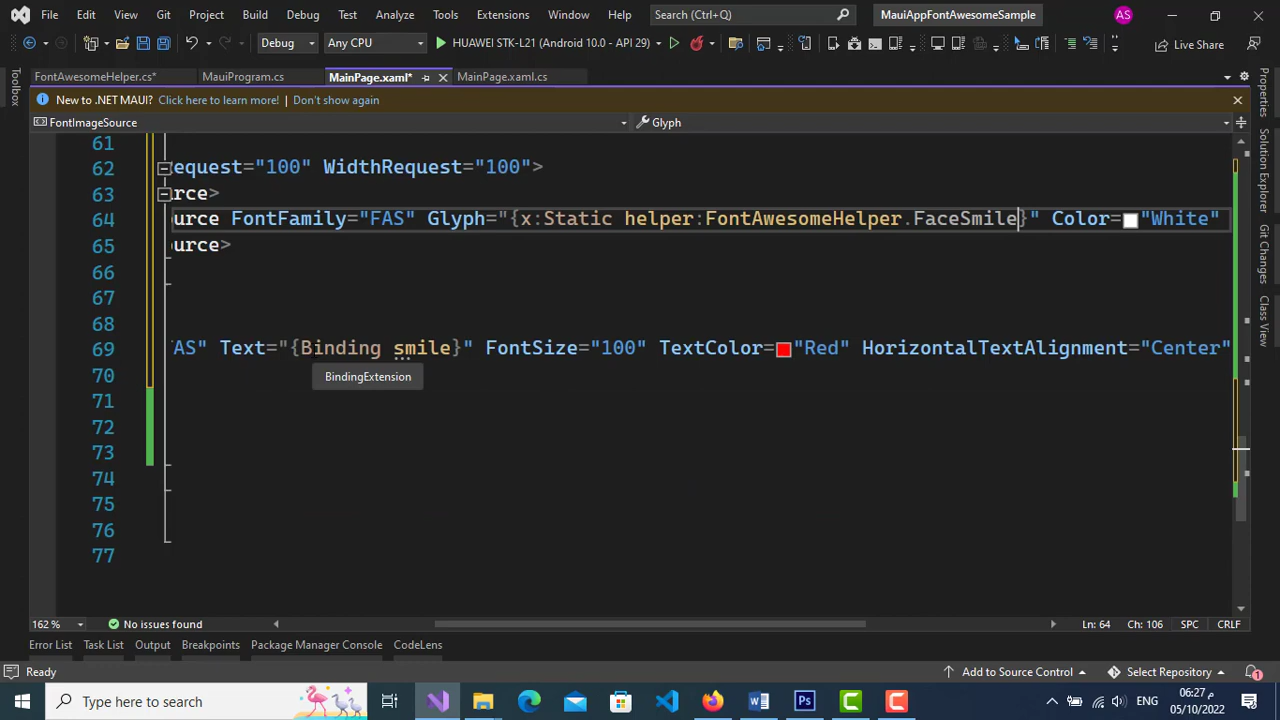 File Edit View Git Project Build Debug Test Analyze Tools Extensions Window Help Search (Ctrl+Q) MauiAppFontAwesomeSample AS
Debug Any CPU HUAWEI STK-L21 (Android 10.0 - API 29) Live Share
FontAwesomeHelper.cs* MauiProgram.cs MainPage.xaml* MainPage.xaml.cs
New to .NET MAUI? Click here to learn more! Don't show again
FontImageSource Glyph
61
62 equest="100" WidthRequest="100">
63 rce>
64 ource FontFamily="FAS" Glyph="{x:Static helper:FontAwesomeHelper.FaceSmile}" Color="White"
65 ource>
66
67
68
69 AS" Text="{Binding smile}" FontSize="100" TextColor="Red" HorizontalTextAlignment="Center"
70 BindingExtension
71
72
73
74
75
76
77
162 % No issues found Ln: 64 Ch: 106 SPC CRLF
Error List Task List Output Breakpoints Package Manager Console CodeLens
Ready Add to Source Control Select Repository 1
Type here to search ENG 06:27 م
05/10/2022
Toolbox
Properties
Solution Explorer
Git Changes
Class View